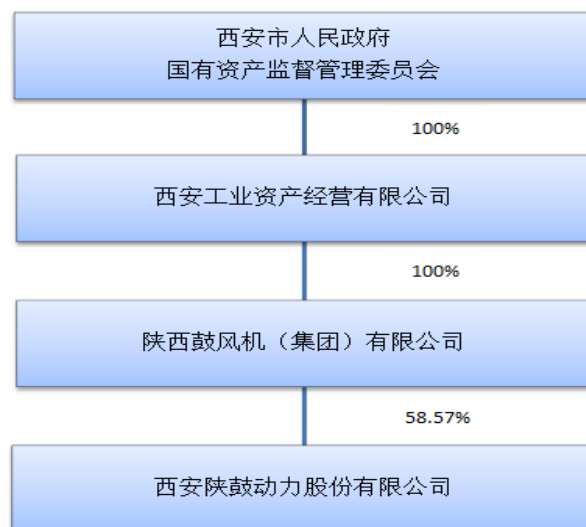 西安市人民政府
国有资产监督管理委员会
100%
西安工业资产经营有限公司
100%
陕西鼓风机（集团）有限公司
58.57%
西安陕鼓动力股份有限公司